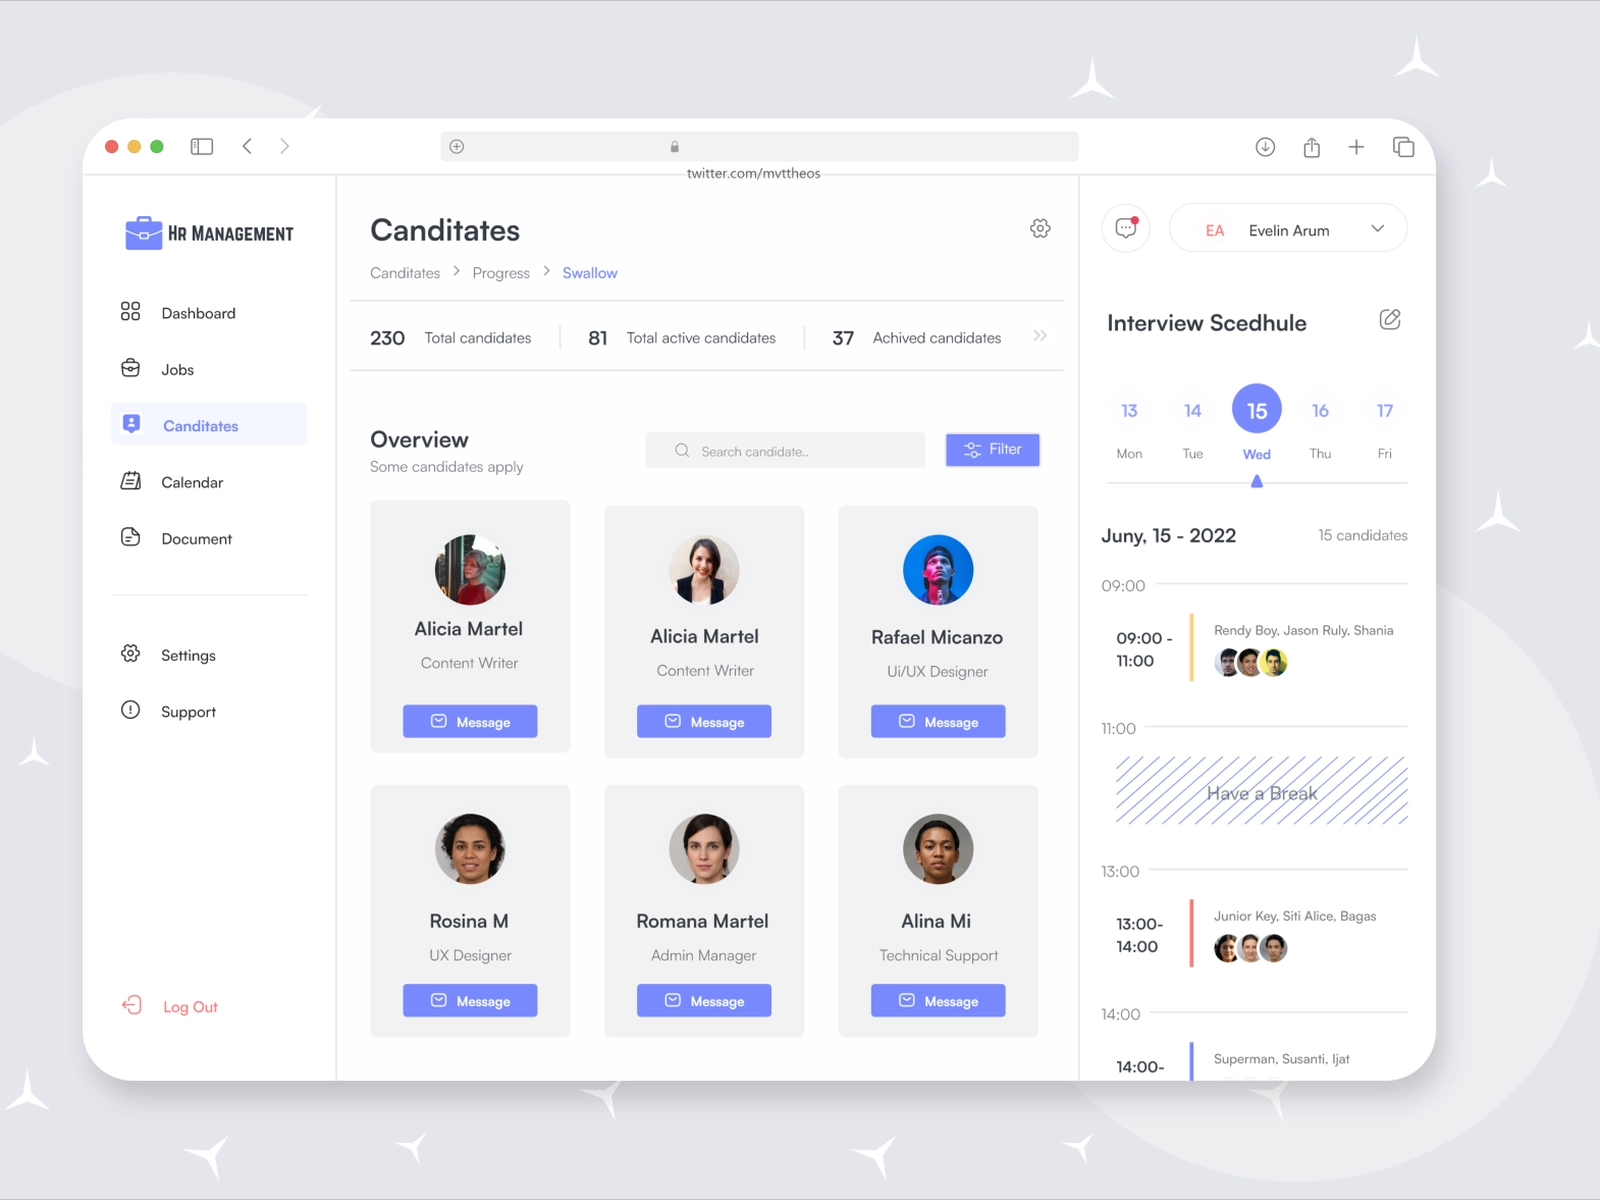 twitter.com/mvttheos
HR MANAGEMENT
Dashboard
Jobs
Canditates
Calendar
Document
Settings
Support
Log Out
Canditates
Canditates > Progress > Swallow
230 Total candidates
81 Total active candidates
37 Achived candidates
Overview
Some candidates apply
Search candidate..
Filter
Alicia Martel
Content Writer
Message
Alicia Martel
Content Writer
Message
Rafael Micanzo
Ui/UX Designer
Message
Rosina M
UX Designer
Message
Romana Martel
Admin Manager
Message
Alina Mi
Technical Support
Message
EA Evelin Arum
Interview Scedhule
13 14 15 16 17
Mon Tue Wed Thu Fri
Juny, 15 - 2022
15 candidates
09:00
09:00 -
11:00
Rendy Boy, Jason Ruly, Shania
11:00
Have a Break
13:00
13:00-
14:00
Junior Key, Siti Alice, Bagas
14:00
14:00-
Superman, Susanti, Ijat